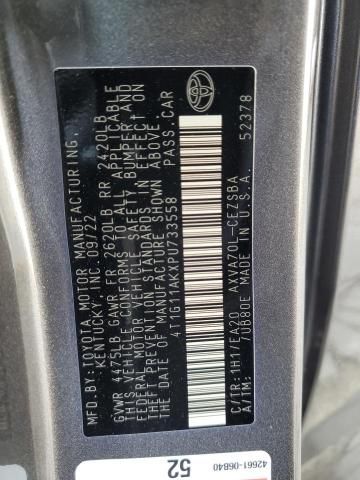 MFD.BY:TOYOTA MOTOR MANUFACTURING,
KENTUCKY, INC. 09/22
GVWR 4475LB GAWR FR 2620LB RR 2420LB
THIS VEHICLE CONFORMS TO ALL APPLICABLE
FEDERAL MOTOR VEHICLE SAFETY, BUMPER, AND
THEFT PREVENTION STANDARDS IN EFFECT ON
THE DATE OF MANUFACTURE SHOWN ABOVE.
4T1G11AKXPU733558 PASS.CAR
C/TR:1H17/EA20 AXVA70L-CEZSBA
A/TM: /UB80E MADE IN U.S.A. 52378
42661-06B40
52